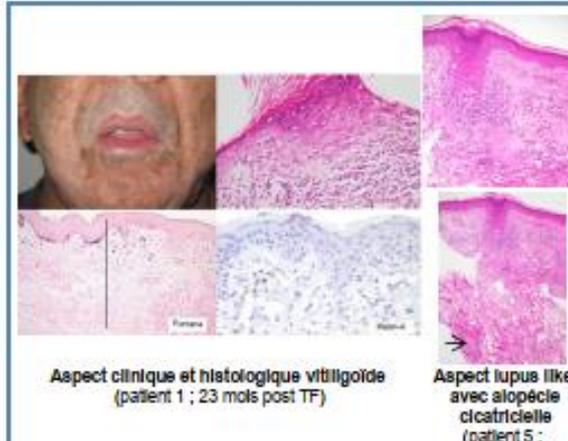 Fontana
Aspect clinique et histologique vitiligoïde
(patient 1 ; 23 mois post TF)
Aspect lupus like
avec alopécie
cicatricielle
(patient 5 ;